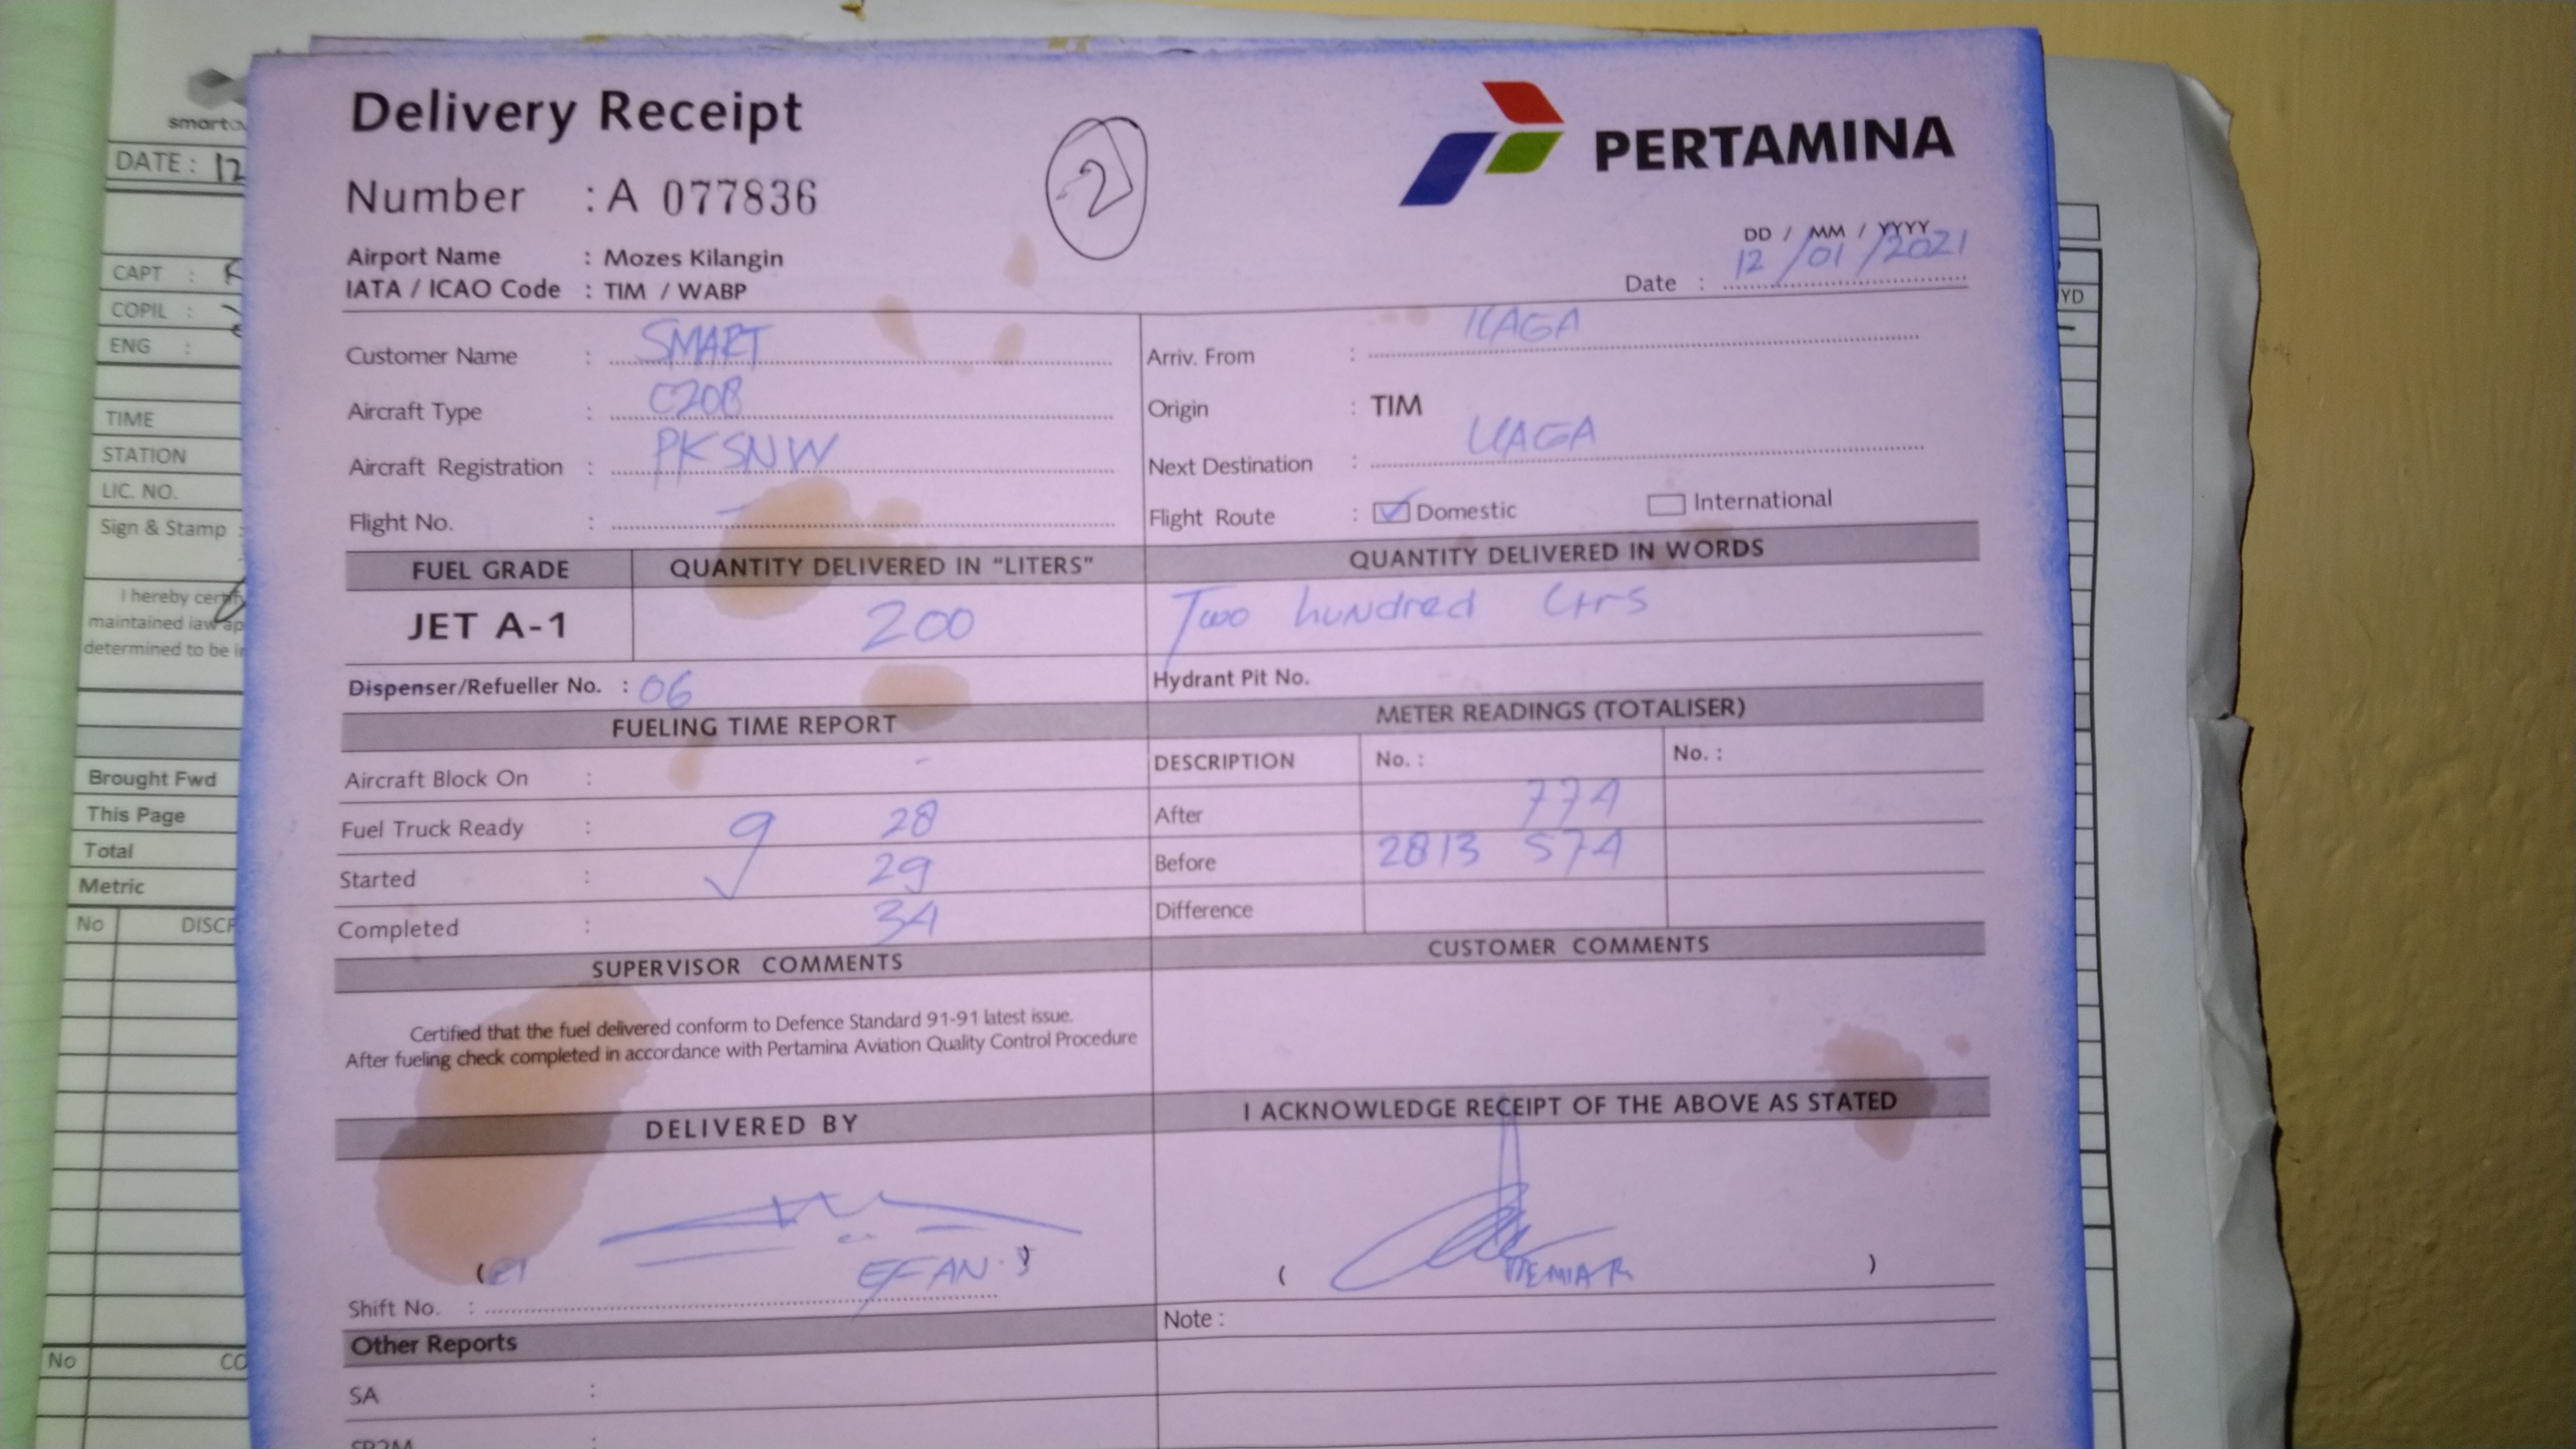 Delivery Receipt
2
PERTAMINA
Number : A 077836
Airport Name : Mozes Kilangin
IATA / ICAO Code : TIM / WABP
DD / MM / YYYY
Date : 12/01/2021
Customer Name : SMART
Aircraft Type : C208
Aircraft Registration : PKSNW
Flight No. : -
Arriv. From : ILAGA
Origin : TIM
Next Destination : ILAGA
Flight Route : Domestic International
FUEL GRADE QUANTITY DELIVERED IN "LITERS" QUANTITY DELIVERED IN WORDS
JET A-1 200 Two hundred Ltrs
Dispenser/Refueller No. : 06 Hydrant Pit No.
FUELING TIME REPORT
Aircraft Block On : -
Fuel Truck Ready : 9 28
Started : 29
Completed : 34
METER READINGS (TOTALISER)
DESCRIPTION No. : No. :
After 774
Before 2813 574
Difference
SUPERVISOR COMMENTS
Certified that the fuel delivered conform to Defence Standard 91-91 latest issue.
After fueling check completed in accordance with Pertamina Aviation Quality Control Procedure
CUSTOMER COMMENTS
DELIVERED BY
( EFAN. )
Shift No. :
I ACKNOWLEDGE RECEIPT OF THE ABOVE AS STATED
( )
Note :
Other Reports
SA :
DATE : 12
CAPT :
COPIL :
ENG :
TIME
STATION
LIC. NO.
Sign & Stamp :
I hereby
maintained law
determined to be
Brought Fwd
This Page
Total
Metric
No
No
YD